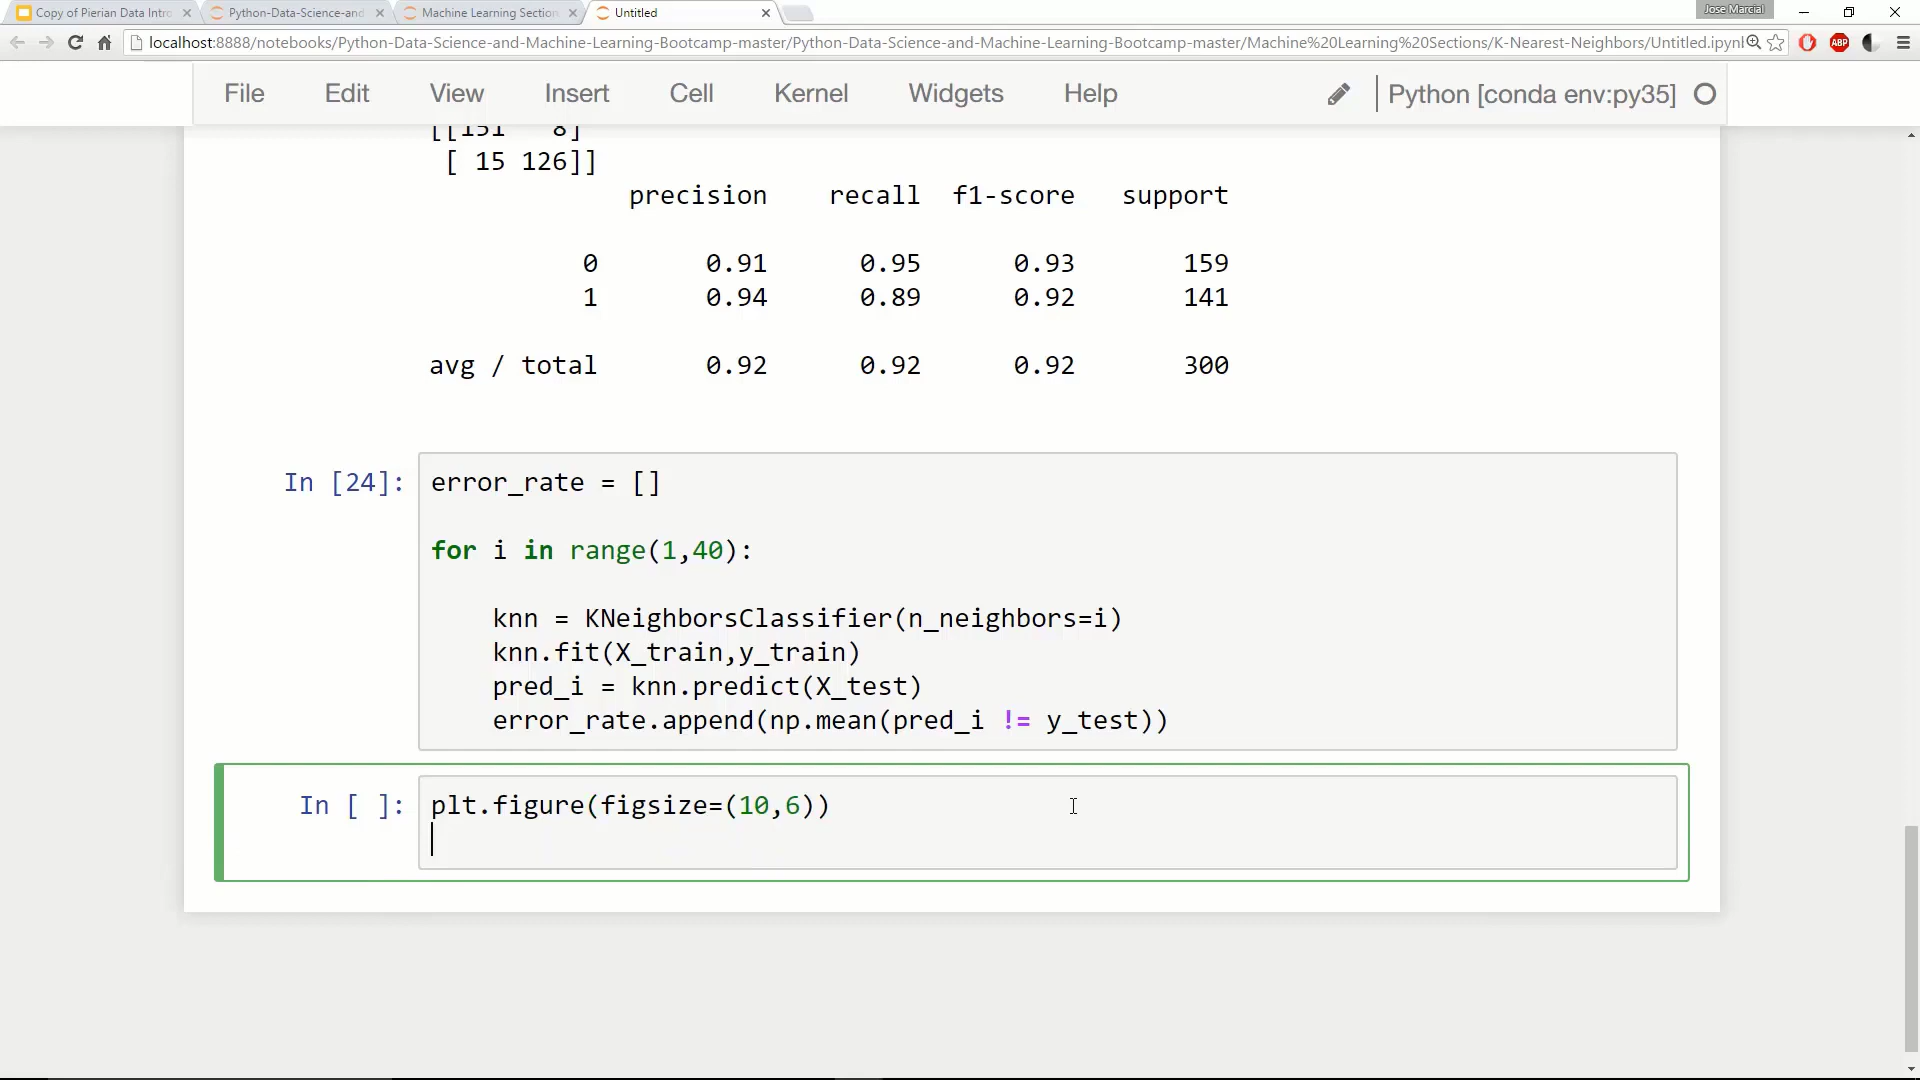 Copy of Pierian Data Intro
Python-Data-Science-and
Machine Learning Section
Untitled
Jose Marcial
localhost:8888/notebooks/Python-Data-Science-and-Machine-Learning-Bootcamp-master/Python-Data-Science-and-Machine-Learning-Bootcamp-master/Machine%20Learning%20Sections/K-Nearest-Neighbors/Untitled.ipynl
ABP
File Edit View Insert Cell Kernel Widgets Help Python [conda env:py35]
[[151 8]
[ 15 126]]
precision recall f1-score support
0 0.91 0.95 0.93 159
1 0.94 0.89 0.92 141
avg / total 0.92 0.92 0.92 300
In [24]: error_rate = []
for i in range(1,40):
knn = KNeighborsClassifier(n_neighbors=i)
knn.fit(X_train,y_train)
pred_i = knn.predict(X_test)
error_rate.append(np.mean(pred_i != y_test))
In [ ]: plt.figure(figsize=(10,6))